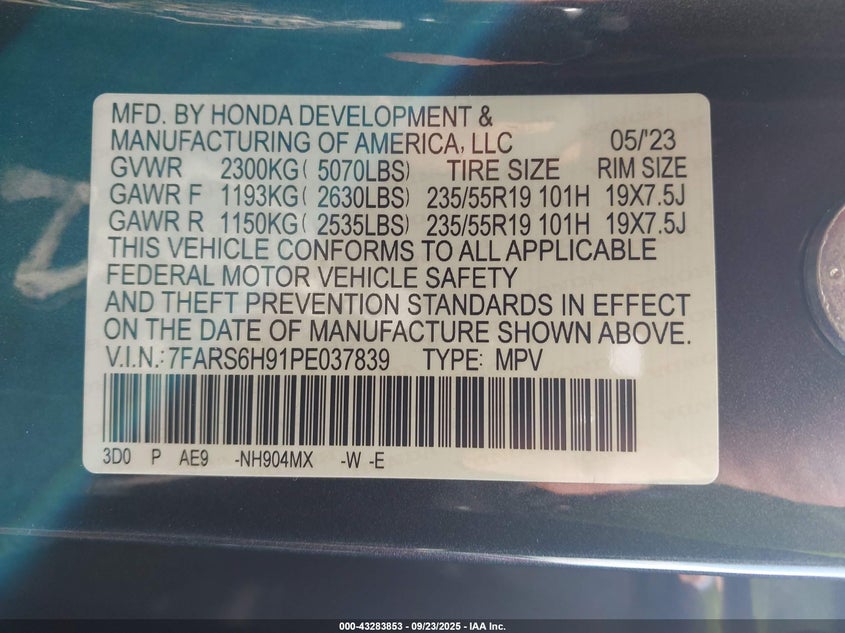 MFD. BY HONDA DEVELOPMENT &
MANUFACTURING OF AMERICA, LLC 05/'23
GVWR 2300KG( 5070LBS) TIRE SIZE RIM SIZE
GAWR F 1193KG( 2630LBS) 235/55R19 101H 19X7.5J
GAWR R 1150KG( 2535LBS) 235/55R19 101H 19X7.5J
THIS VEHICLE CONFORMS TO ALL APPLICABLE
FEDERAL MOTOR VEHICLE SAFETY
AND THEFT PREVENTION STANDARDS IN EFFECT
ON THE DATE OF MANUFACTURE SHOWN ABOVE.
V.I.N.: 7FARS6H91PE037839 TYPE: MPV
3D0 P AE9 -NH904MX -W -E
000-43283853 - 09/23/2025 - IAA Inc.